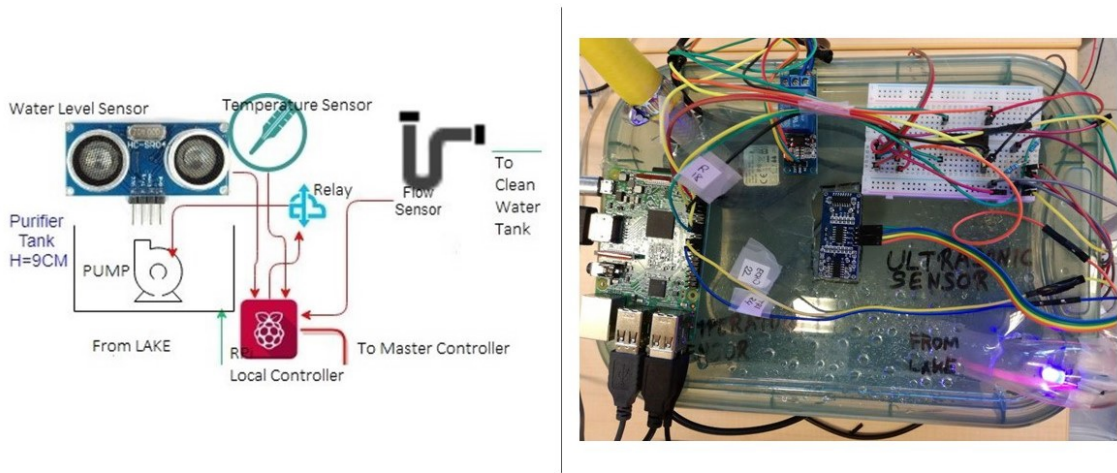 Water Level Sensor
Temperature Sensor
HC-SR04
Relay
Flow
Sensor
To
Clean
Water
Tank
Purifier
Tank
H=9CM
PUMP
From LAKE
RPi
To Master Controller
Local Controller
ULTRASONIC
SENSOR
FROM
LAKE